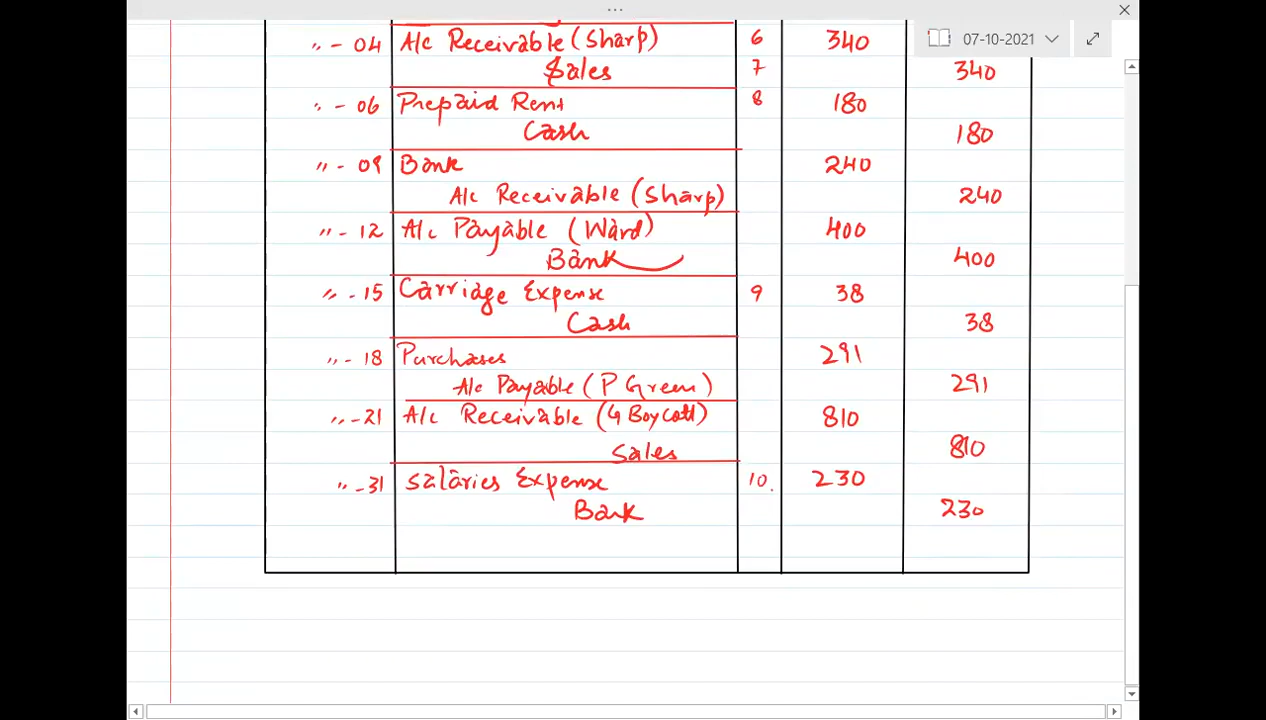 07-10-2021
,, - 04 A/c Receivable (Sharp) 6 340
Sales 7 340
,, - 06 Prepaid Rent 8 180
Cash 180
,, - 09 Bank 240
A/c Receivable (Sharp) 240
,, - 12 A/c Payable (Ward) 400
Bank 400
,, - 15 Carriage Expense 9 38
Cash 38
,, - 18 Purchases 291
A/c Payable (P Green) 291
,, - 21 A/c Receivable (G Boycott) 810
Sales 810
,, - 31 Salaries Expense 10. 230
Bank 230